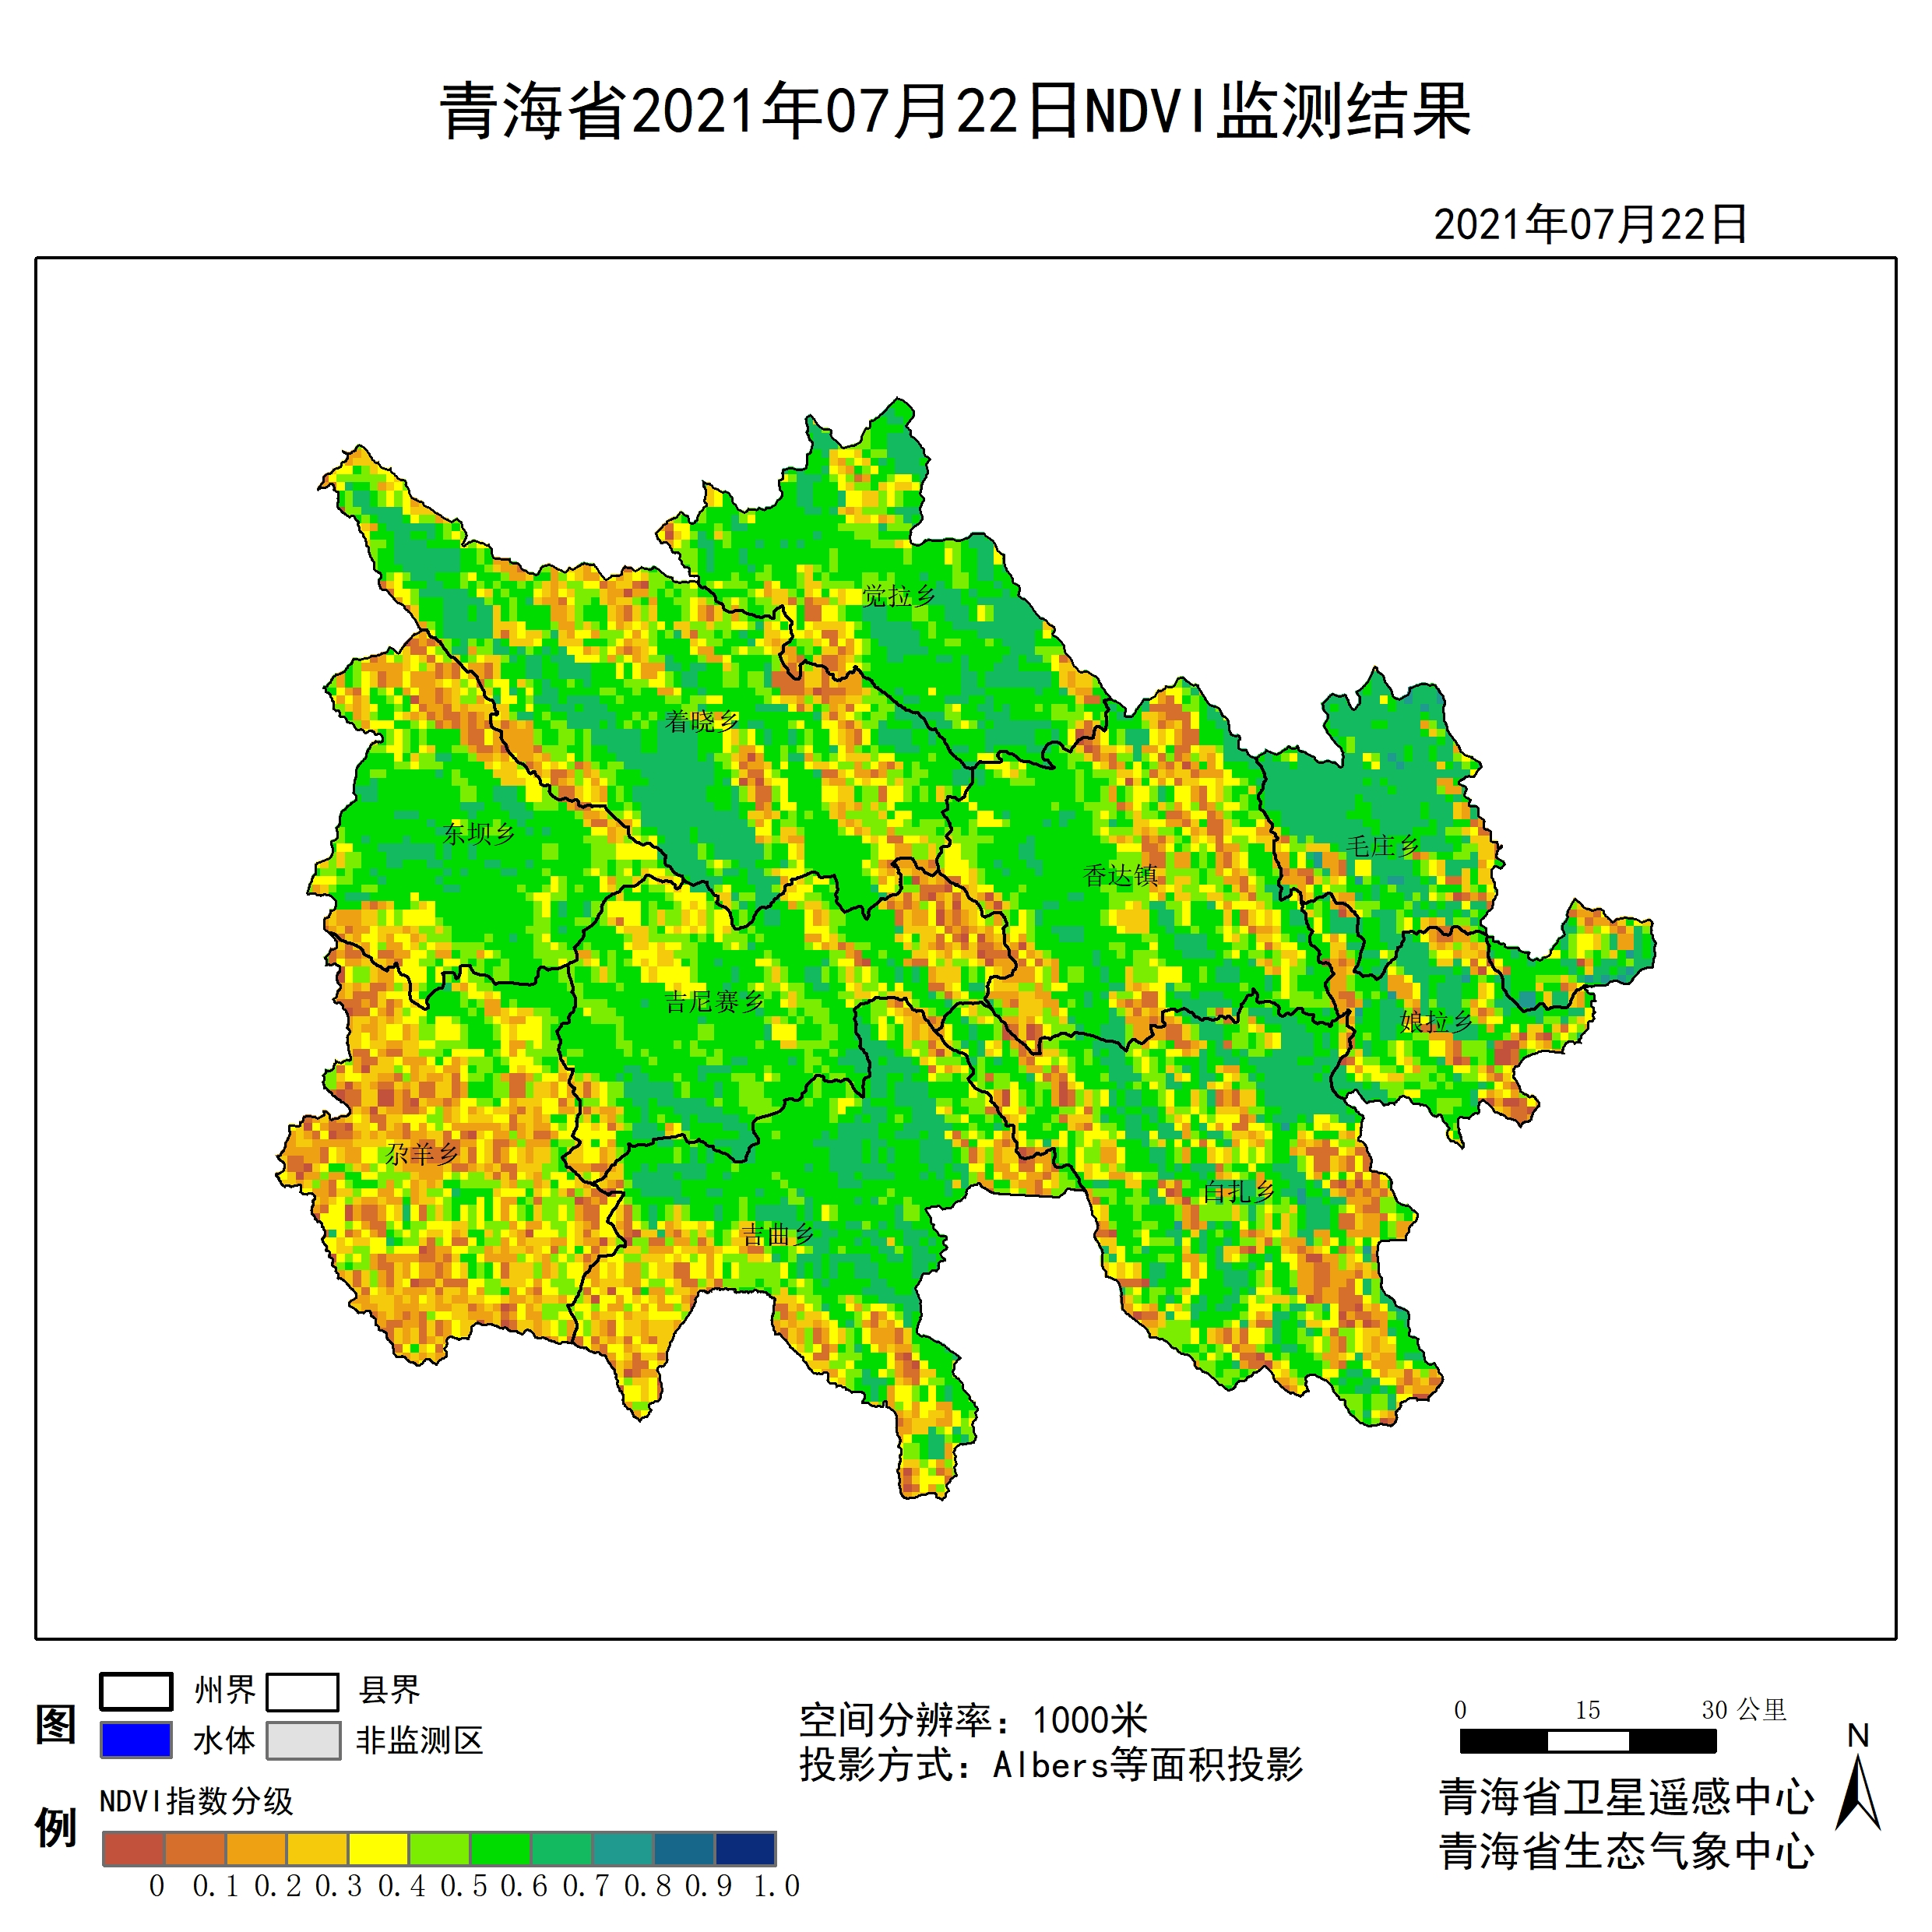 青海省2021年07月22日NDVI监测结果
2021年07月22日
觉拉乡
着晓乡
东坝乡
毛庄乡
香达镇
吉尼赛乡
娘拉乡
尕羊乡
白扎乡
吉曲乡
图例
州界 县界
水体 非监测区
NDVI指数分级
0 0.1 0.2 0.3 0.4 0.5 0.6 0.7 0.8 0.9 1.0
空间分辨率：1000米
投影方式：Albers等面积投影
0 15 30 公里
N
青海省卫星遥感中心
青海省生态气象中心